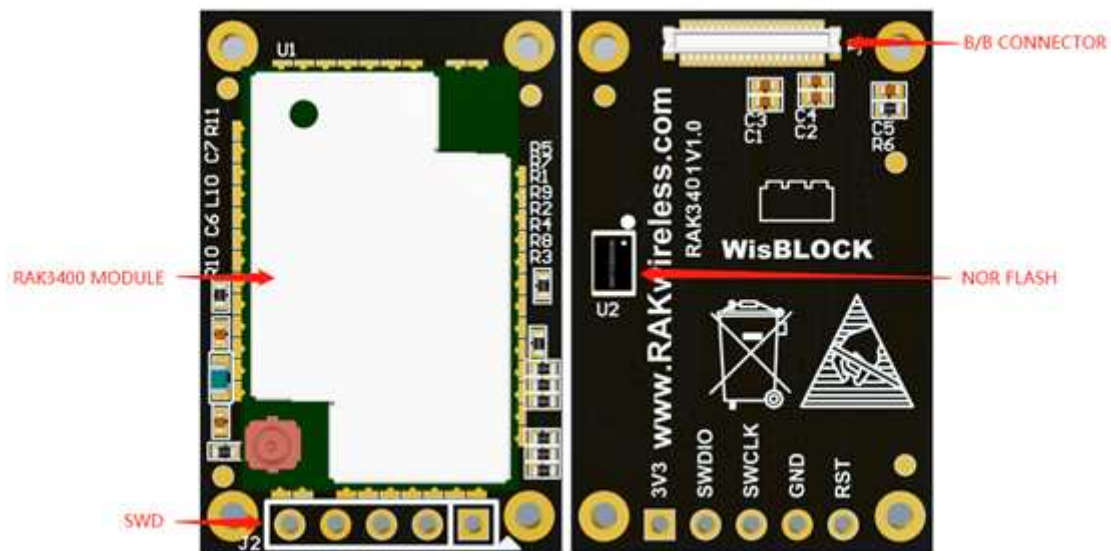 U1
R11
C7
L10
C6
R10
R5
R7
R1
R9
R2
R4
R8
R3
RAK3400 MODULE
SWD
J2
B/B CONNECTOR
C3
C1
C4
C2
C5
R6
www.RAKwireless.com
RAK3401V1.0
WisBLOCK
NOR FLASH
U2
3V3
SWDIO
SWCLK
GND
RST